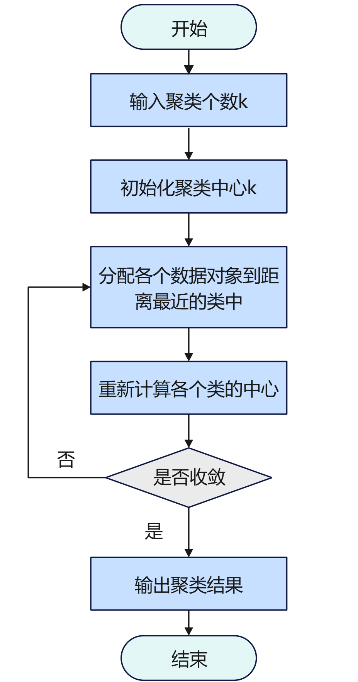 开始
输入聚类个数k
初始化聚类中心k
分配各个数据对象到距
离最近的类中
重新计算各个类的中心
否
是否收敛
是
输出聚类结果
结束